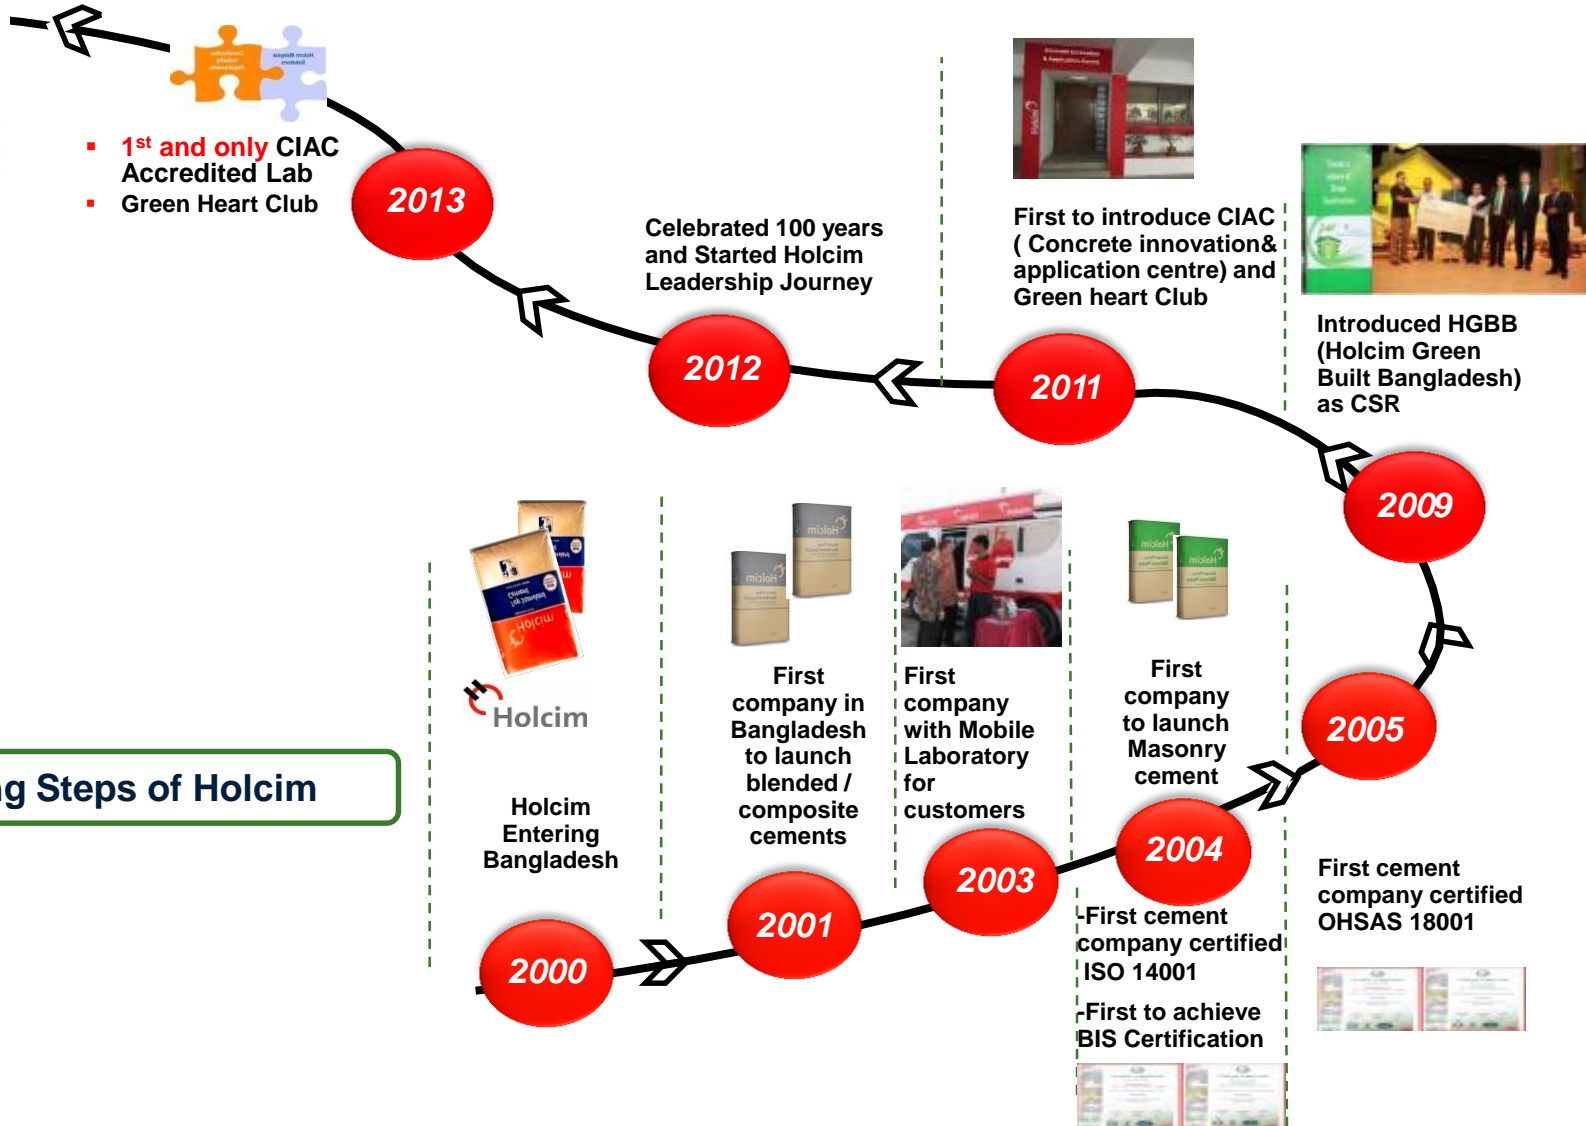 1st and only CIAC
Accredited Lab
Green Heart Club
2013
Celebrated 100 years
and Started Holcim
Leadership Journey
2012
First to introduce CIAC
( Concrete innovation&
application centre) and
Green heart Club
2011
Introduced HGBB
(Holcim Green
Built Bangladesh)
as CSR
2009
Steps of Holcim
Holcim
Holcim
Entering
Bangladesh
2000
First
company in
Bangladesh
to launch
blended /
composite
cements
2001
First
company
with Mobile
Laboratory
for
customers
2003
First
company
to launch
Masonry
cement
2004
-First cement
company certified
ISO 14001
-First to achieve
BIS Certification
2005
First cement
company certified
OHSAS 18001